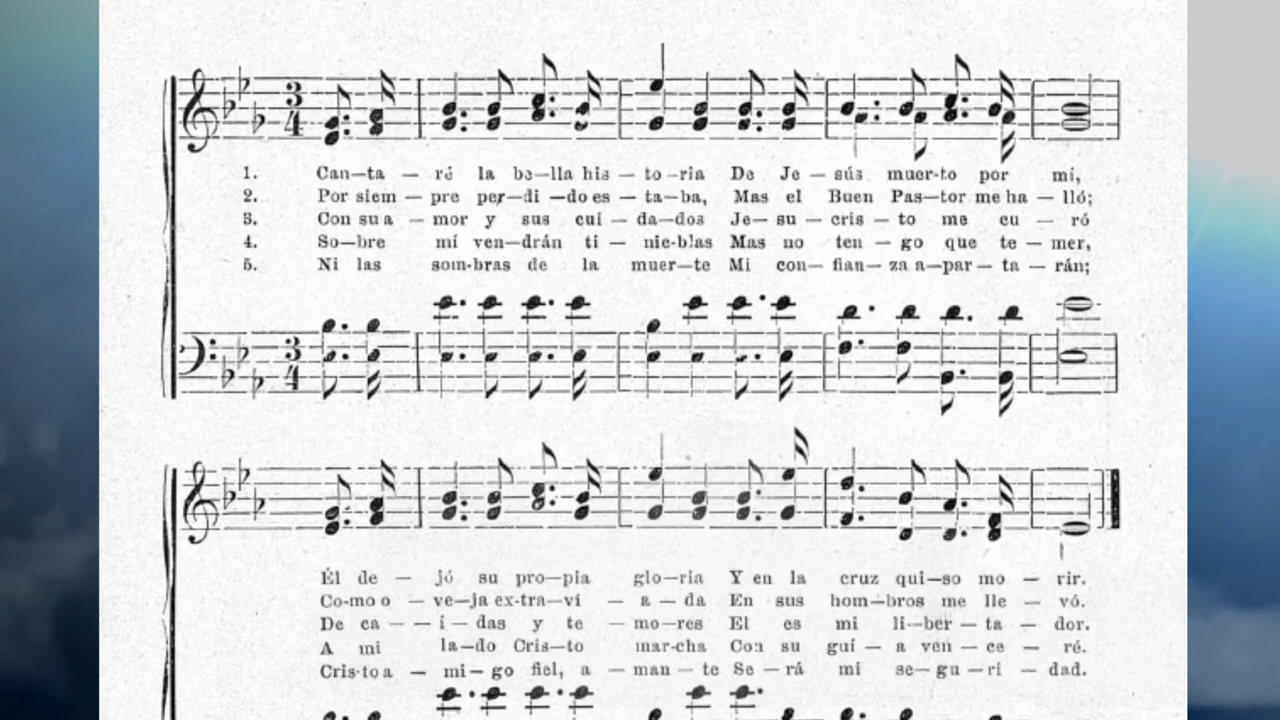 3
4
1. Can—ta — ré la be—lla his — to—ria De Je—sús muer-to por mi,
2. Por siem — pre per—di—do es — ta—ba, Mas el Buen Pas—tor me ha — lló;
3. Con su a — mor y sus cui — da—dos Je—su—cris—to me cu — ró
4. So—bre mí ven—drán ti — nie-blas Mas no ten—go que te—mer,
5. Ni las som-bras de la muer—te Mi con—fian—za a—par—ta—rán;
3
4
Él de — jó su pro—pia glo—ria Y en la cruz qui—so mo — rir.
Co-mo o — ve—ja ex-tra—vi — a — da En sus hom—bros me lle — vó.
De ca — — í — das y te — mo—res El es mi li—ber—ta — dor.
A mi la—do Cris—to mar-cha Con su guí — a ven — ce — ré.
Cris-to a — mi—go fiel, a — man — te Se — rá mi se—gu—ri — dad.